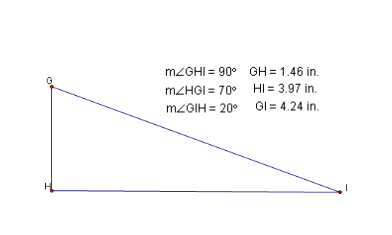 m∠GHI = 90° GH = 1.46 in.
m∠HGI = 70° HI = 3.97 in.
m∠GIH = 20° GI = 4.24 in.
G
H
I